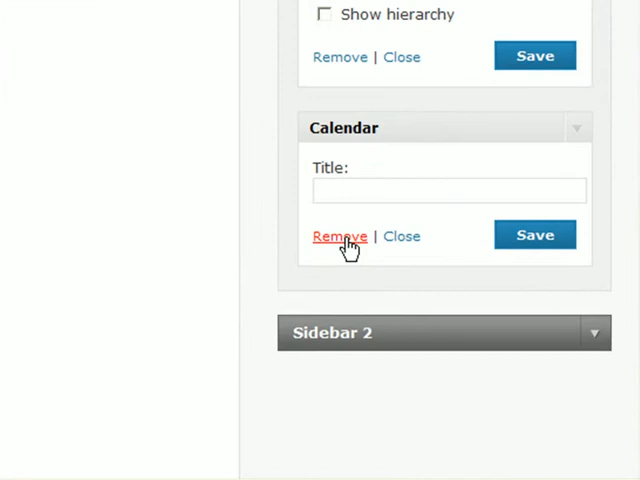 Show hierarchy
Remove | Close Save
Calendar
Title:
Remove | Close Save
Sidebar 2